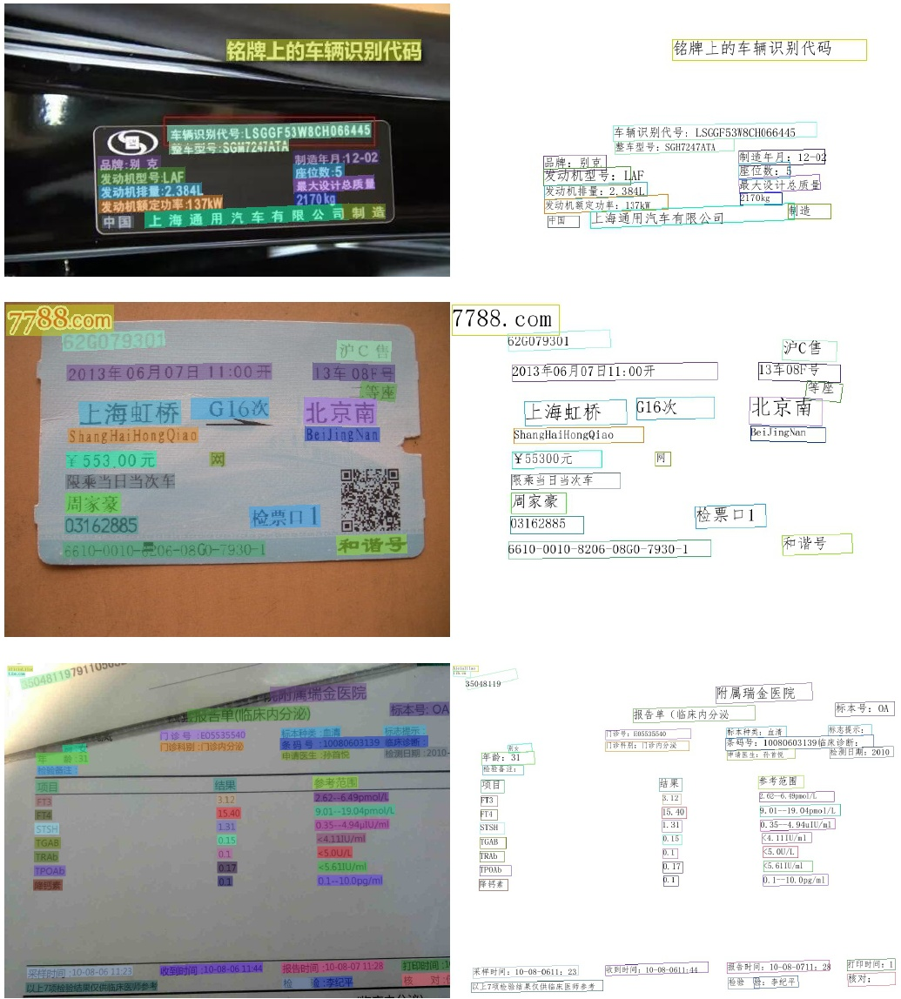 铭牌上的车辆识别代码
车辆识别代号:LSGGF53W8CH066445
整车型号:SGM7247ATA
品牌:别 克
制造年月:12-02
发动机型号:LAF
座位数:5
发动机排量:2.384L
最大设计总质量
发动机额定功率:137kW
2170kg
中国 上海通用汽车有限公司 制造
铭牌上的车辆识别代码
车辆识别代号：LSGGF53W8CH066445
整车型号：SGH7247ATA
品牌：别克
制造年月：12-02
发动机型号：LAF
座位数：5
发动机排量：2.384L
最大设计总质量
发动机额定功率：137kW
2170kg
中国 上海通用汽车有限公司 制造
7788.com
62G079301
沪C售
2013年06月07日11:00开
13车08F号
二等座
上海虹桥 G16次 北京南
ShangHaiHongQiao BeiJingNan
￥553.00元 网
限乘当日当次车
周家豪
检票口1
03162885
6610-0010-8206-08G0-7930-1
和谐号
7788.com
62G079301
沪C售
2013年06月07日11:00开
13车08F号
等座
上海虹桥 G16次 北京南
ShangHaiHongQiao BeiJingNan
￥55300元 网
限乘当日当次车
周家豪
检票口1
03162885
6610-0010-8206-08G0-7930-1
和谐号
附属瑞金医院
报告单(临床内分泌)
标本号: OA
门诊号:E05535540
标本种类:血清
标志提示:
门诊科别:门诊内分泌
条码号:10080603139
临床诊断:
年 龄:31
申请医生:孙首悦
检测日期:2010-
检验备注:
项目 结果 参考范围
FT3 3.12 2.62--6.49pmol/L
FT4 15.40 9.01--19.04pmol/L
STSH 1.31 0.35--4.94μIU/ml
TGAB 0.15 <4.11IU/ml
TRAb 0.1 <5.0U/L
TPOAb 0.17 <5.61IU/ml
降钙素 0.1 0.1--10.0pg/ml
采样时间:10-08-06 11:23 收到时间:10-08-06 11:44 报告时间:10-08-07 11:28 打印时间:1
以上7项检验结果仅供临床医师参考 检 验:李纪平 核 对:
35048119
附属瑞金医院
报告单（临床内分泌
标本号：OA
门诊号：E05535540
标本种类：血清
标志提示：
门诊科别：门诊内分泌
条码号：10080603139
临床诊断：
男女
年龄：31
申请医生：孙首悦
检测日期：2010
检验备注：
项目 结果 参考范围
FT3 3.12 2.62--6.49pmol/L
FT4 15.40 9.01--19.04pmol/L
STSH 1.31 0.35--4.94uIU/ml
TGAB 0.15 <4.11IU/ml
TRAb 0.1 <5.0U/L
TPOAb 0.17 <5.61IU/ml
降钙素 0.1 0.1--10.0pg/ml
采样时间：10-08-0611：23 收到时间：10-08-0611:44 报告时间：10-08-0711：28 打印时间：1
以上7项检验结果仅供临床医师参考 检验 验：李纪平 核对：